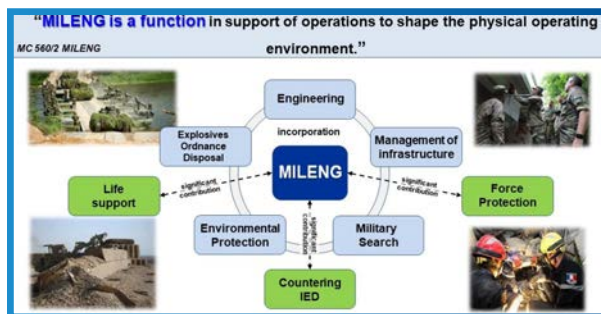 “MILENG is a function in support of operations to shape the physical operating
environment.”
MC 560/2 MILENG
Engineering
incorporation
Explosives
Ordnance
Disposal
Management of
infrastructure
MILENG
significant
contribution
significant
contribution
Life
support
Force
Protection
significant
contribution
Environmental
Protection
Military
Search
Countering
IED